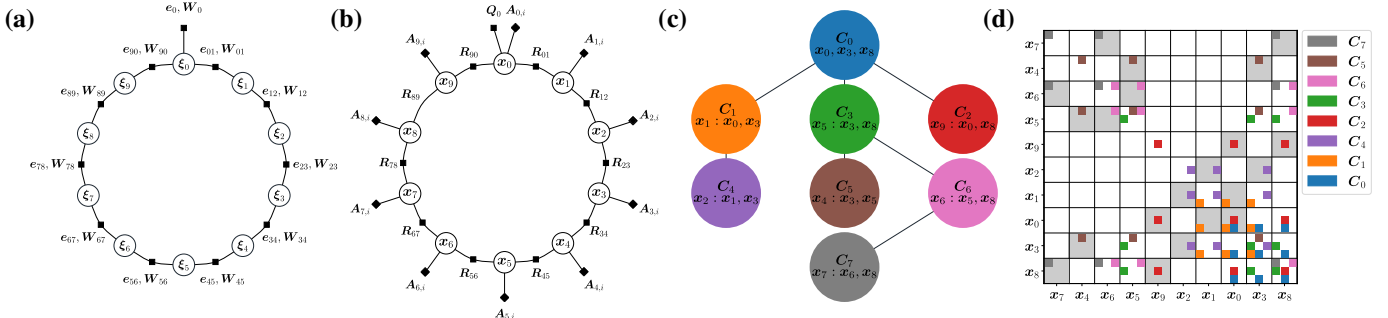 (a)
e₀, W₀
e₉₀, W₉₀
e₀₁, W₀₁
ξ₀
ξ₉
ξ₁
e₈₉, W₈₉
e₁₂, W₁₂
ξ₈
ξ₂
e₇₈, W₇₈
e₂₃, W₂₃
ξ₇
ξ₃
e₆₇, W₆₇
e₃₄, W₃₄
ξ₆
ξ₄
ξ₅
e₅₆, W₅₆
e₄₅, W₄₅
(b)
Q₀
A₀,ᵢ
A₉,ᵢ
A₁,ᵢ
R₉₀
R₀₁
x₀
x₉
x₁
R₈₉
R₁₂
A₈,ᵢ
A₂,ᵢ
x₈
x₂
R₇₈
R₂₃
x₇
x₃
A₇,ᵢ
A₃,ᵢ
R₆₇
R₃₄
x₆
x₄
x₅
R₅₆
R₄₅
A₆,ᵢ
A₄,ᵢ
A₅,ᵢ
(c)
C₀
x₀, x₃, x₈
C₁
x₁ : x₀, x₃
C₃
x₅ : x₃, x₈
C₂
x₉ : x₀, x₈
C₄
x₂ : x₁, x₃
C₅
x₄ : x₃, x₅
C₆
x₆ : x₅, x₈
C₇
x₇ : x₆, x₈
(d)
x₇
x₄
x₆
x₅
x₉
x₂
x₁
x₀
x₃
x₈
x₇ x₄ x₆ x₅ x₉ x₂ x₁ x₀ x₃ x₈
C₇
C₅
C₆
C₃
C₂
C₄
C₁
C₀